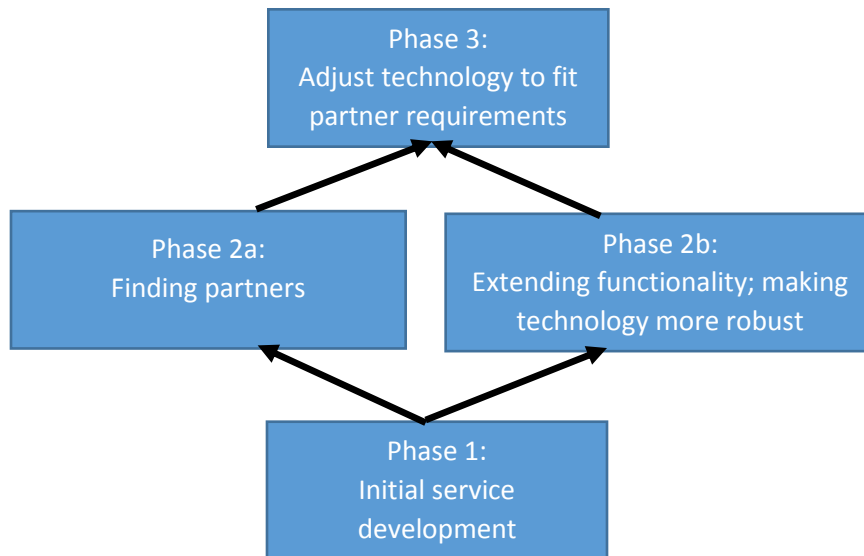 Phase 3:
Adjust technology to fit
partner requirements
Phase 2a:
Finding partners
Phase 2b:
Extending functionality; making
technology more robust
Phase 1:
Initial service
development